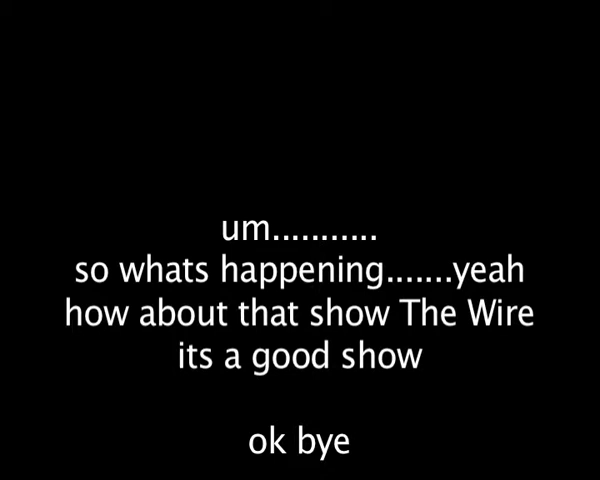 um...........
so whats happening.......yeah
how about that show The Wire
its a good show
ok bye